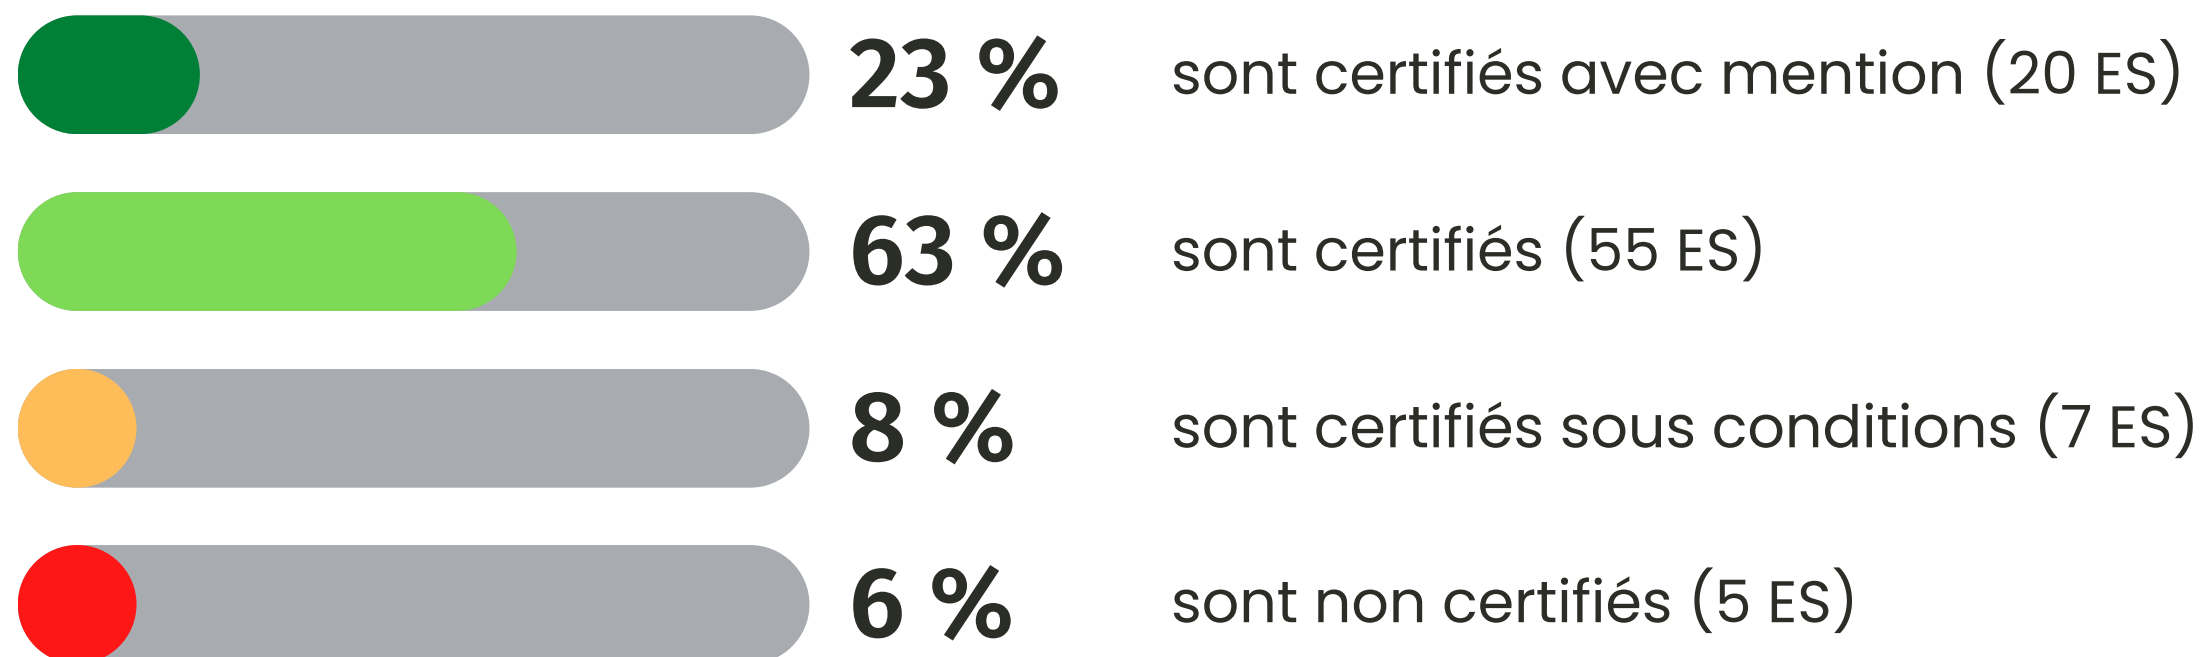 23 % sont certifiés avec mention (20 ES)
63 % sont certifiés (55 ES)
8 % sont certifiés sous conditions (7 ES)
6 % sont non certifiés (5 ES)